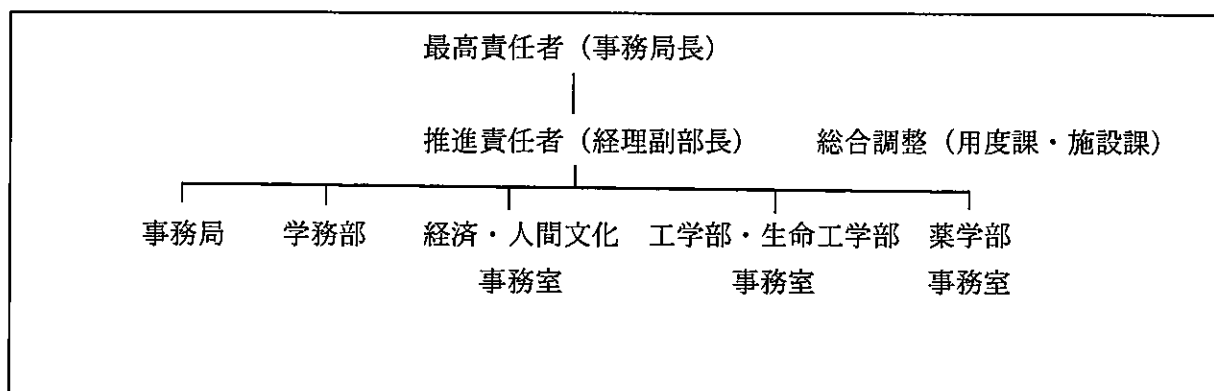 最高責任者（事務局長）
推進責任者（経理副部長）　総合調整（用度課・施設課）
事務局　学務部　経済・人間文化　工学部・生命工学部　薬学部
事務室　事務室　事務室